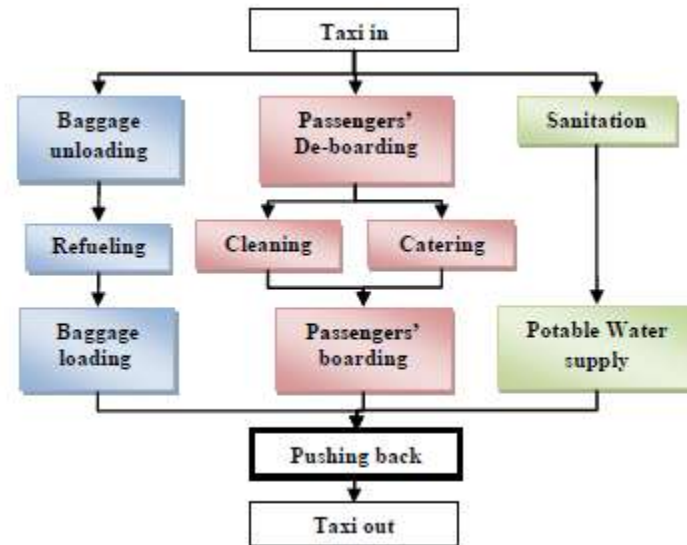 Taxi in
Baggage
unloading
Passengers'
De-boarding
Sanitation
Refueling
Cleaning
Catering
Baggage
loading
Passengers'
boarding
Potable Water
supply
Pushing back
Taxi out